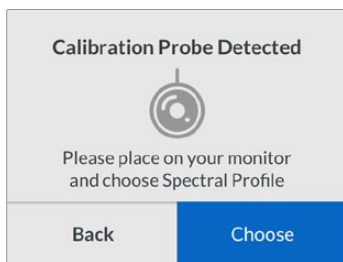 Calibration Probe Detected
Please place on your monitor
and choose Spectral Profile
Back
Choose